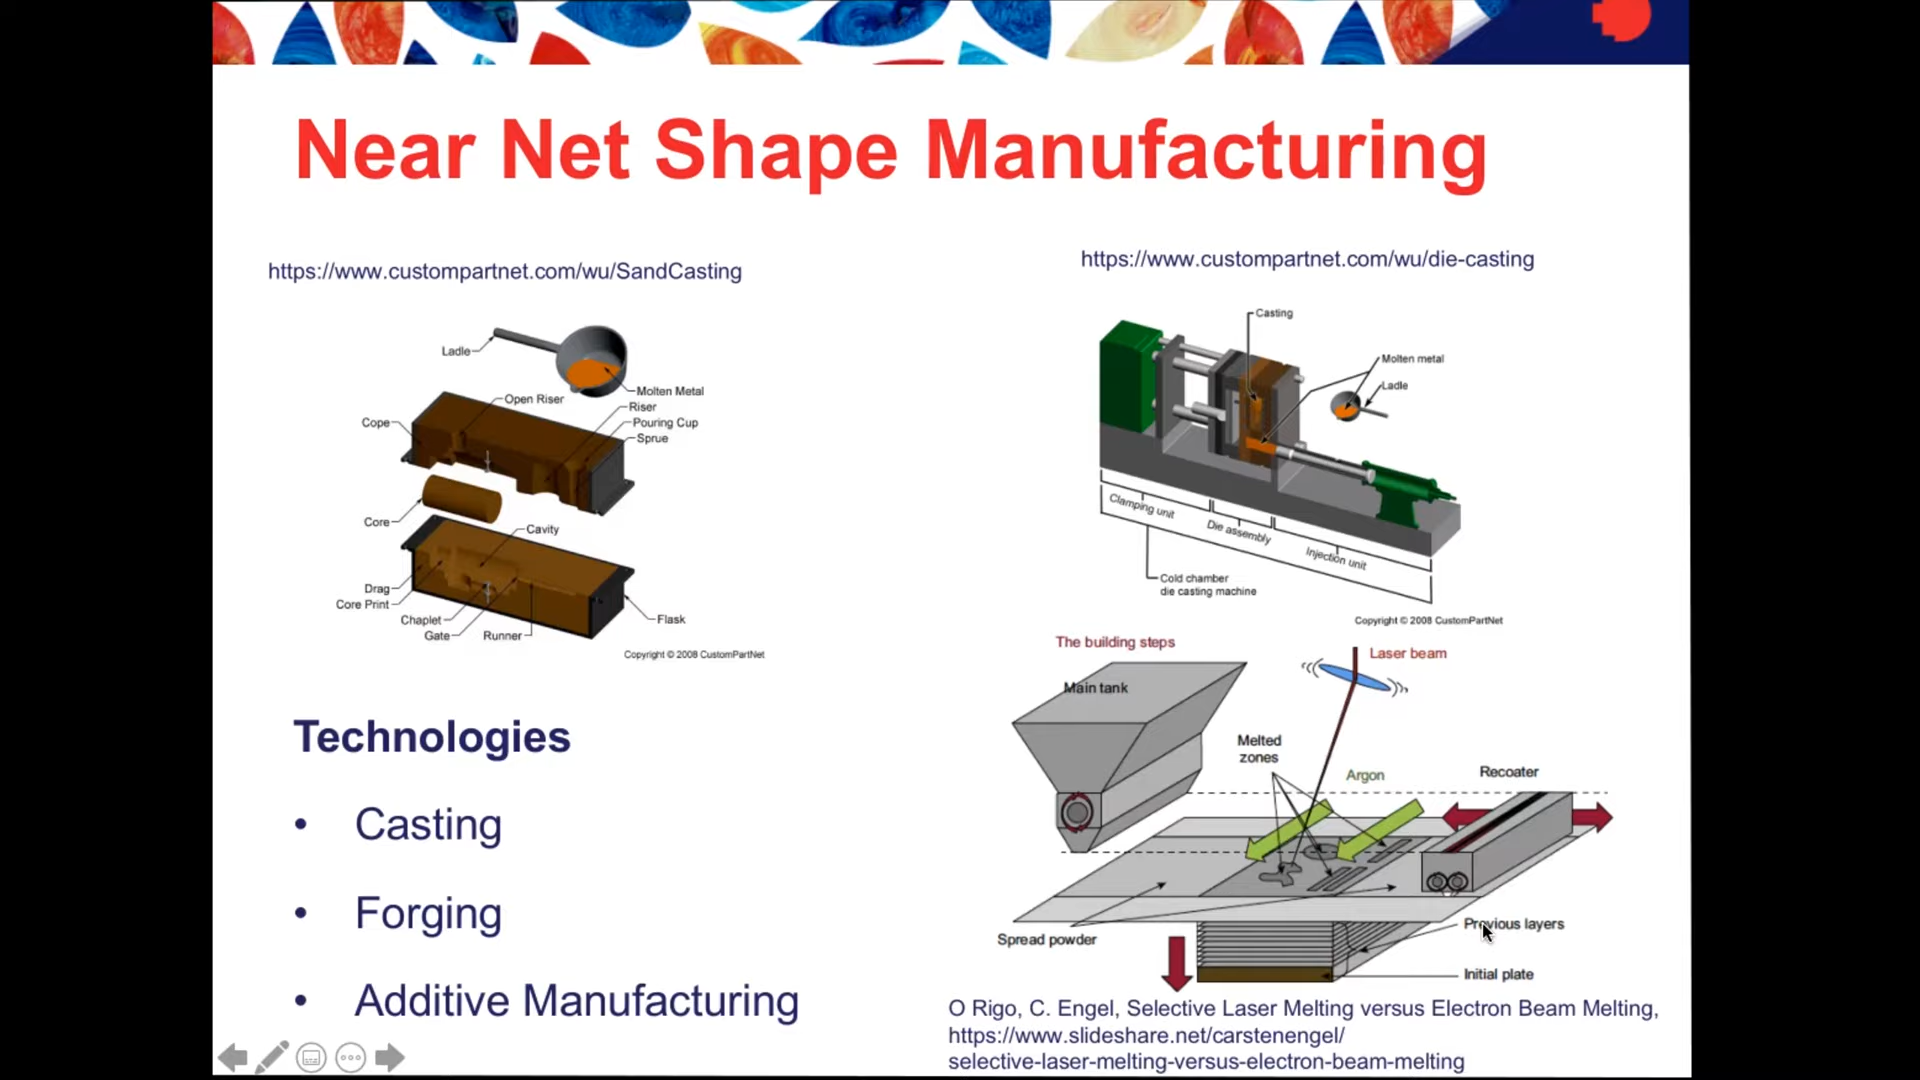 Near Net Shape Manufacturing
https://www.custompartnet.com/wu/SandCasting
Ladle
Molten Metal
Open Riser
Riser
Cope
Pouring Cup
Sprue
Core
Cavity
Drag
Core Print
Chaplet
Gate
Runner
Flask
Copyright © 2008 CustomPartNet
https://www.custompartnet.com/wu/die-casting
Casting
Molten metal
Ladle
Clamping unit
Die assembly
Injection unit
Cold chamber
die casting machine
Copyright © 2008 CustomPartNet
The building steps
Laser beam
Main tank
Melted
zones
Argon
Recoater
Spread powder
Previous layers
Initial plate
Technologies
• Casting
• Forging
• Additive Manufacturing
O Rigo, C. Engel, Selective Laser Melting versus Electron Beam Melting,
https://www.slideshare.net/carstenengel/
selective-laser-melting-versus-electron-beam-melting